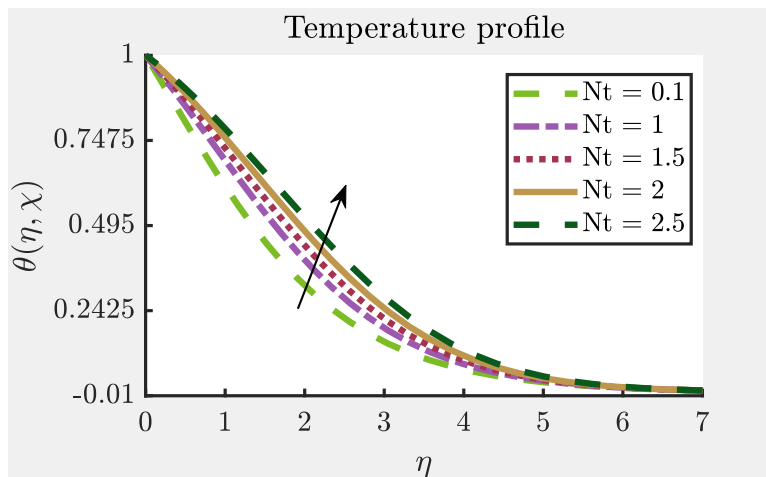 Temperature profile
1
0.7475
0.495
0.2425
-0.01
θ(η, χ)
Nt = 0.1
Nt = 1
Nt = 1.5
Nt = 2
Nt = 2.5
0 1 2 3 4 5 6 7
η